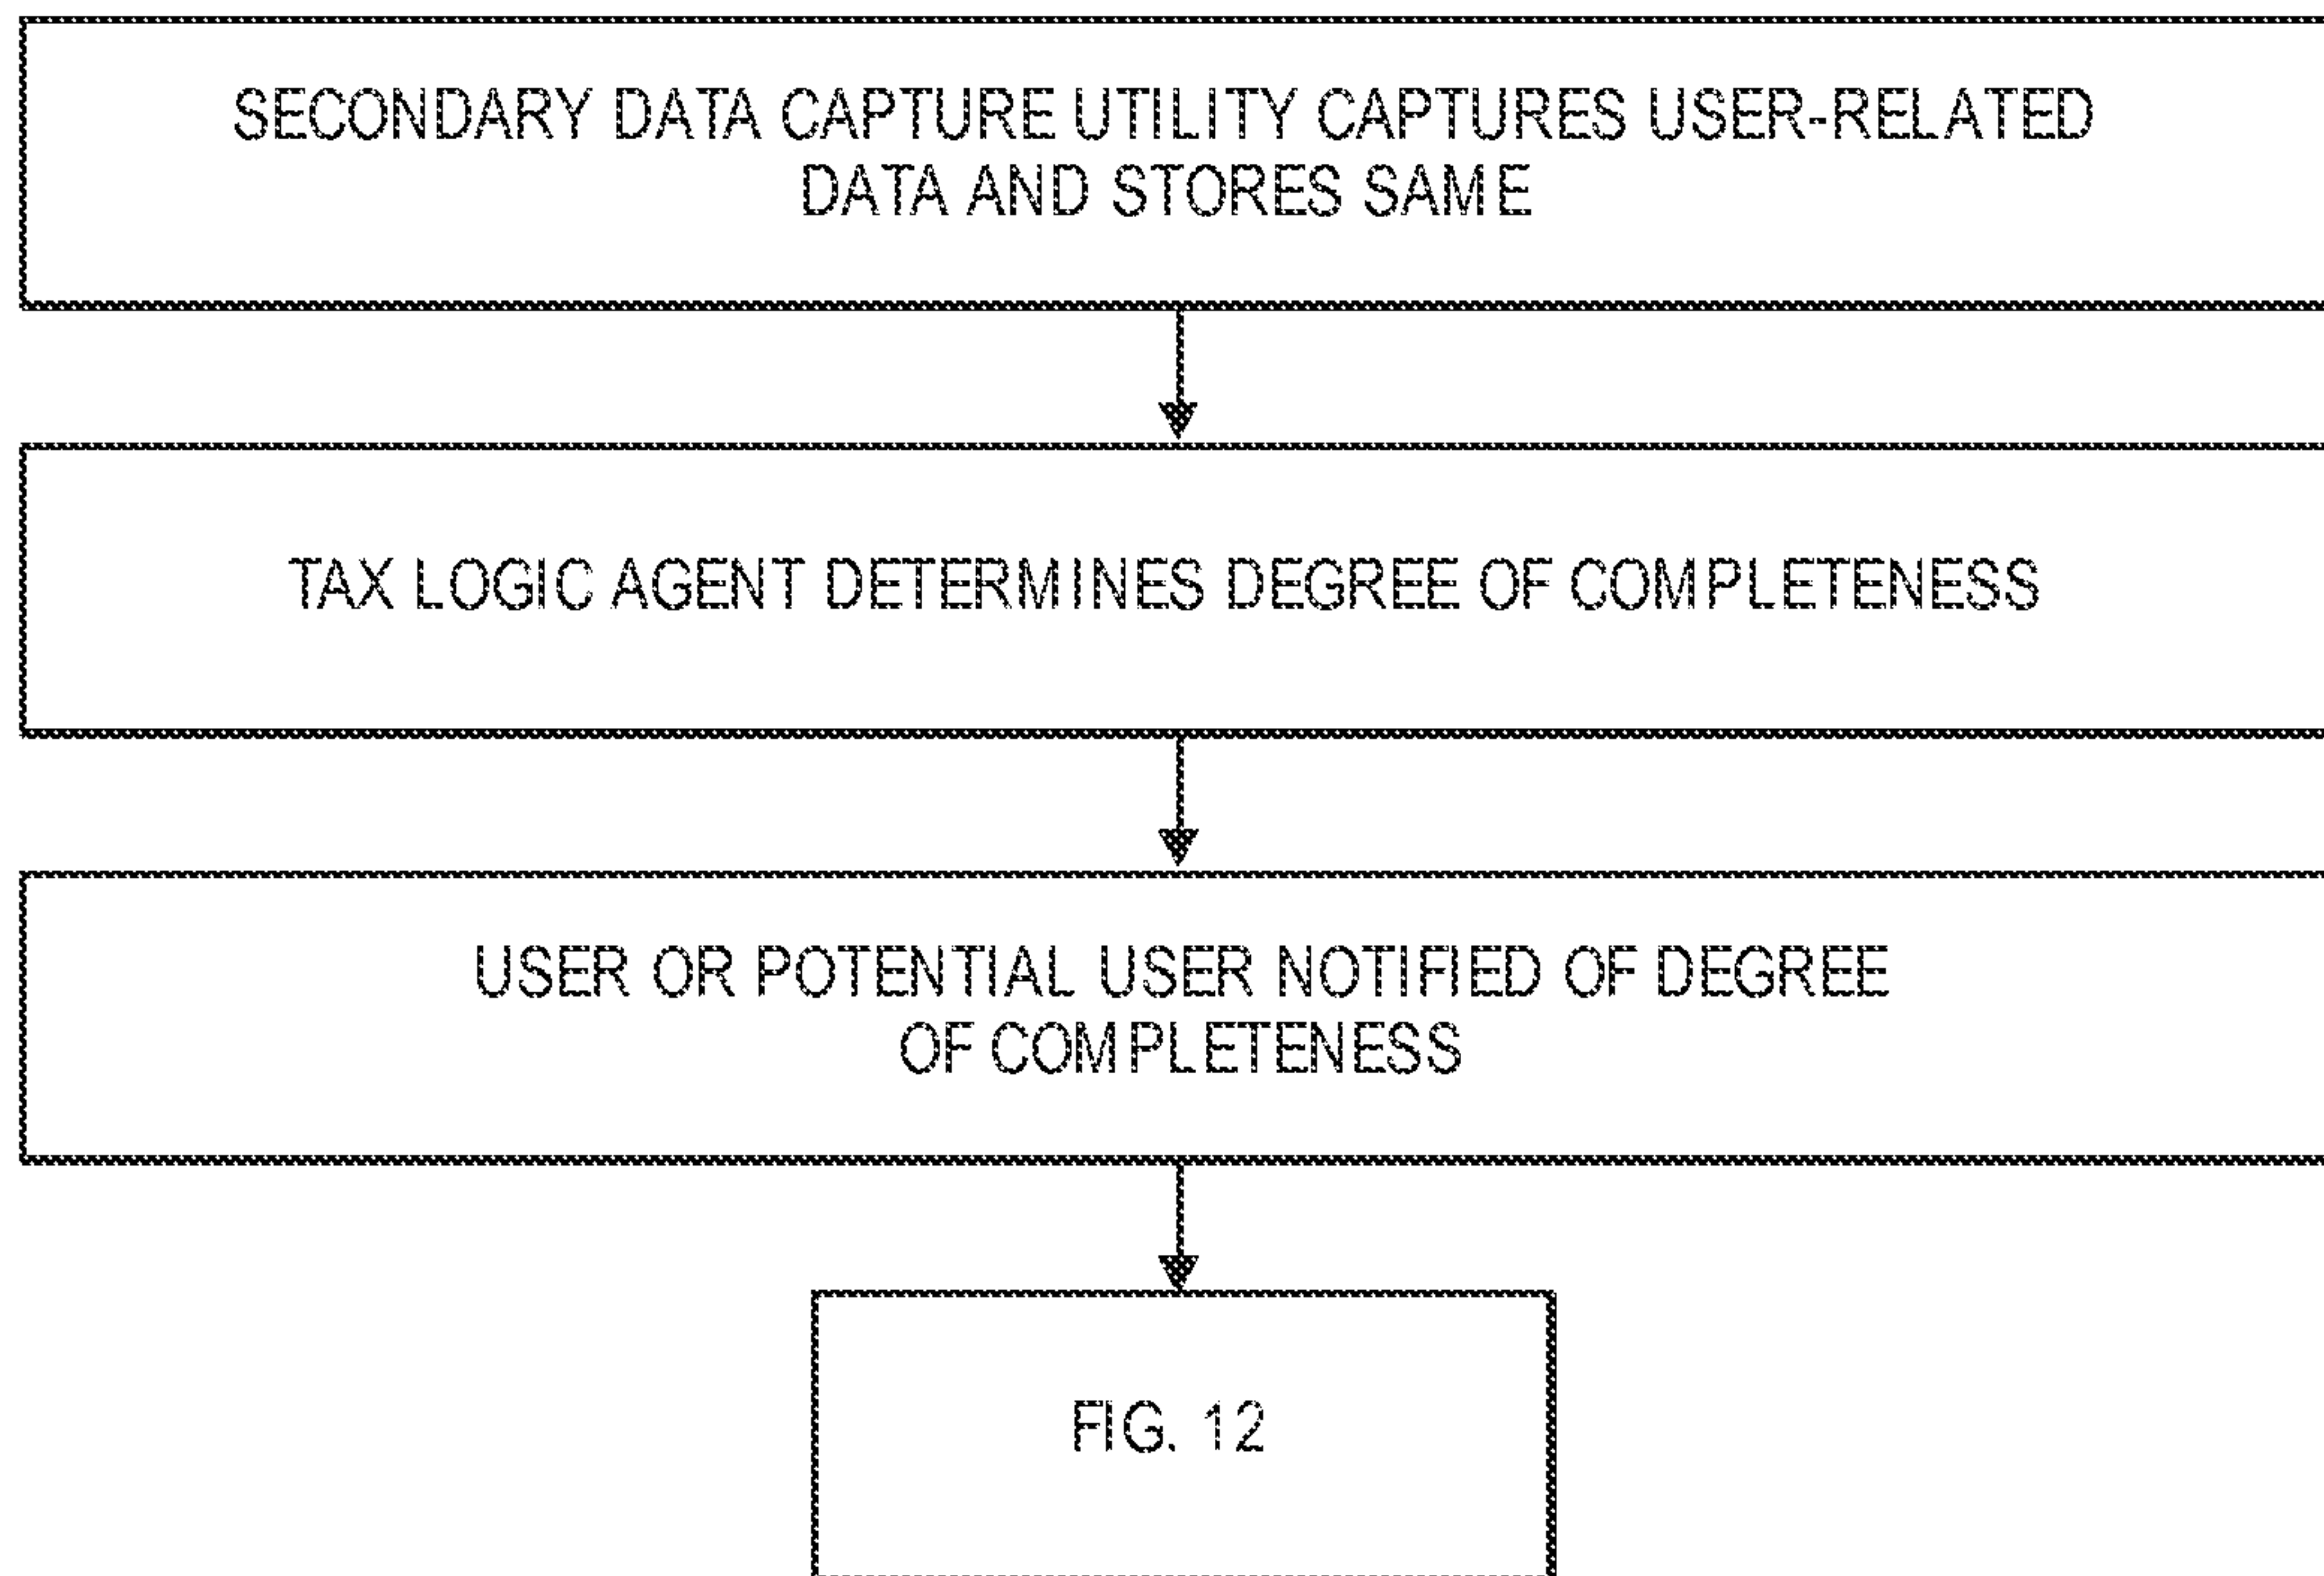 SECONDARY DATA CAPTURE UTILITY CAPTURES USER-RELATED
DATA AND STORES SAME
TAX LOGIC AGENT DETERMINES DEGREE OF COMPLETENESS
USER OR POTENTIAL USER NOTIFIED OF DEGREE
OF COMPLETENESS
FIG. 12